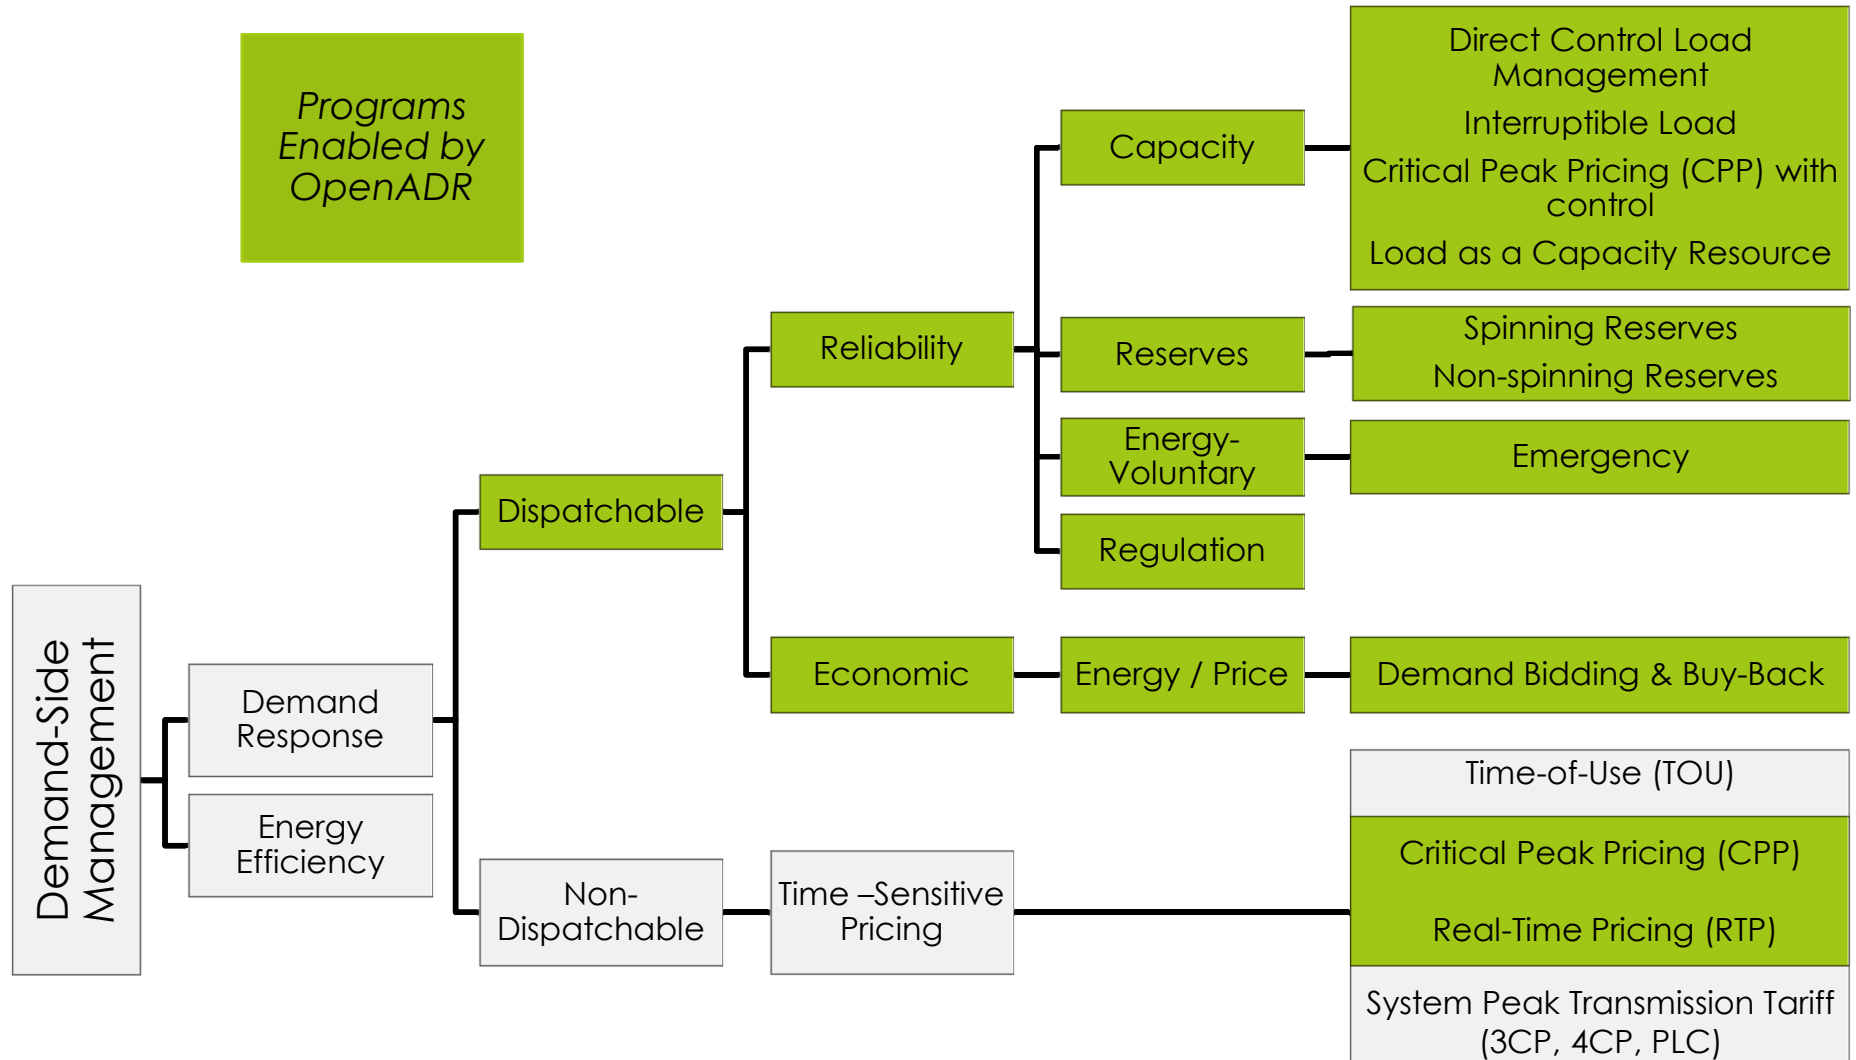 Programs
Enabled by
OpenADR
Direct Control Load
Management
Interruptible Load
Critical Peak Pricing (CPP) with
control
Load as a Capacity Resource
Capacity
Reliability
Reserves
Spinning Reserves
Non-spinning Reserves
Energy-
Voluntary
Emergency
Regulation
Dispatchable
Economic
Energy / Price
Demand Bidding & Buy-Back
Demand-Side
Management
Demand
Response
Energy
Efficiency
Non-
Dispatchable
Time –Sensitive
Pricing
Time-of-Use (TOU)
Critical Peak Pricing (CPP)
Real-Time Pricing (RTP)
System Peak Transmission Tariff
(3CP, 4CP, PLC)